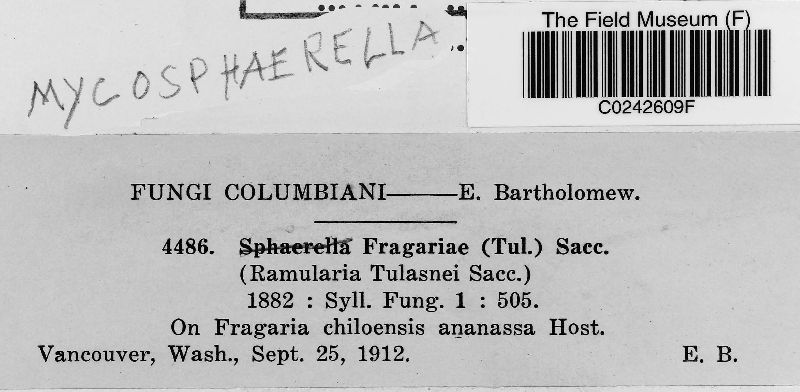 The Field Museum (F)
C0242609F
MYCOSPHAERELLA
FUNGI COLUMBIANI——E. Bartholomew.
4486. Sphaerella Fragariae (Tul.) Sacc.
(Ramularia Tulasnei Sacc.)
1882 : Syll. Fung. 1 : 505.
On Fragaria chiloensis ananassa Host.
Vancouver, Wash., Sept. 25, 1912. E. B.